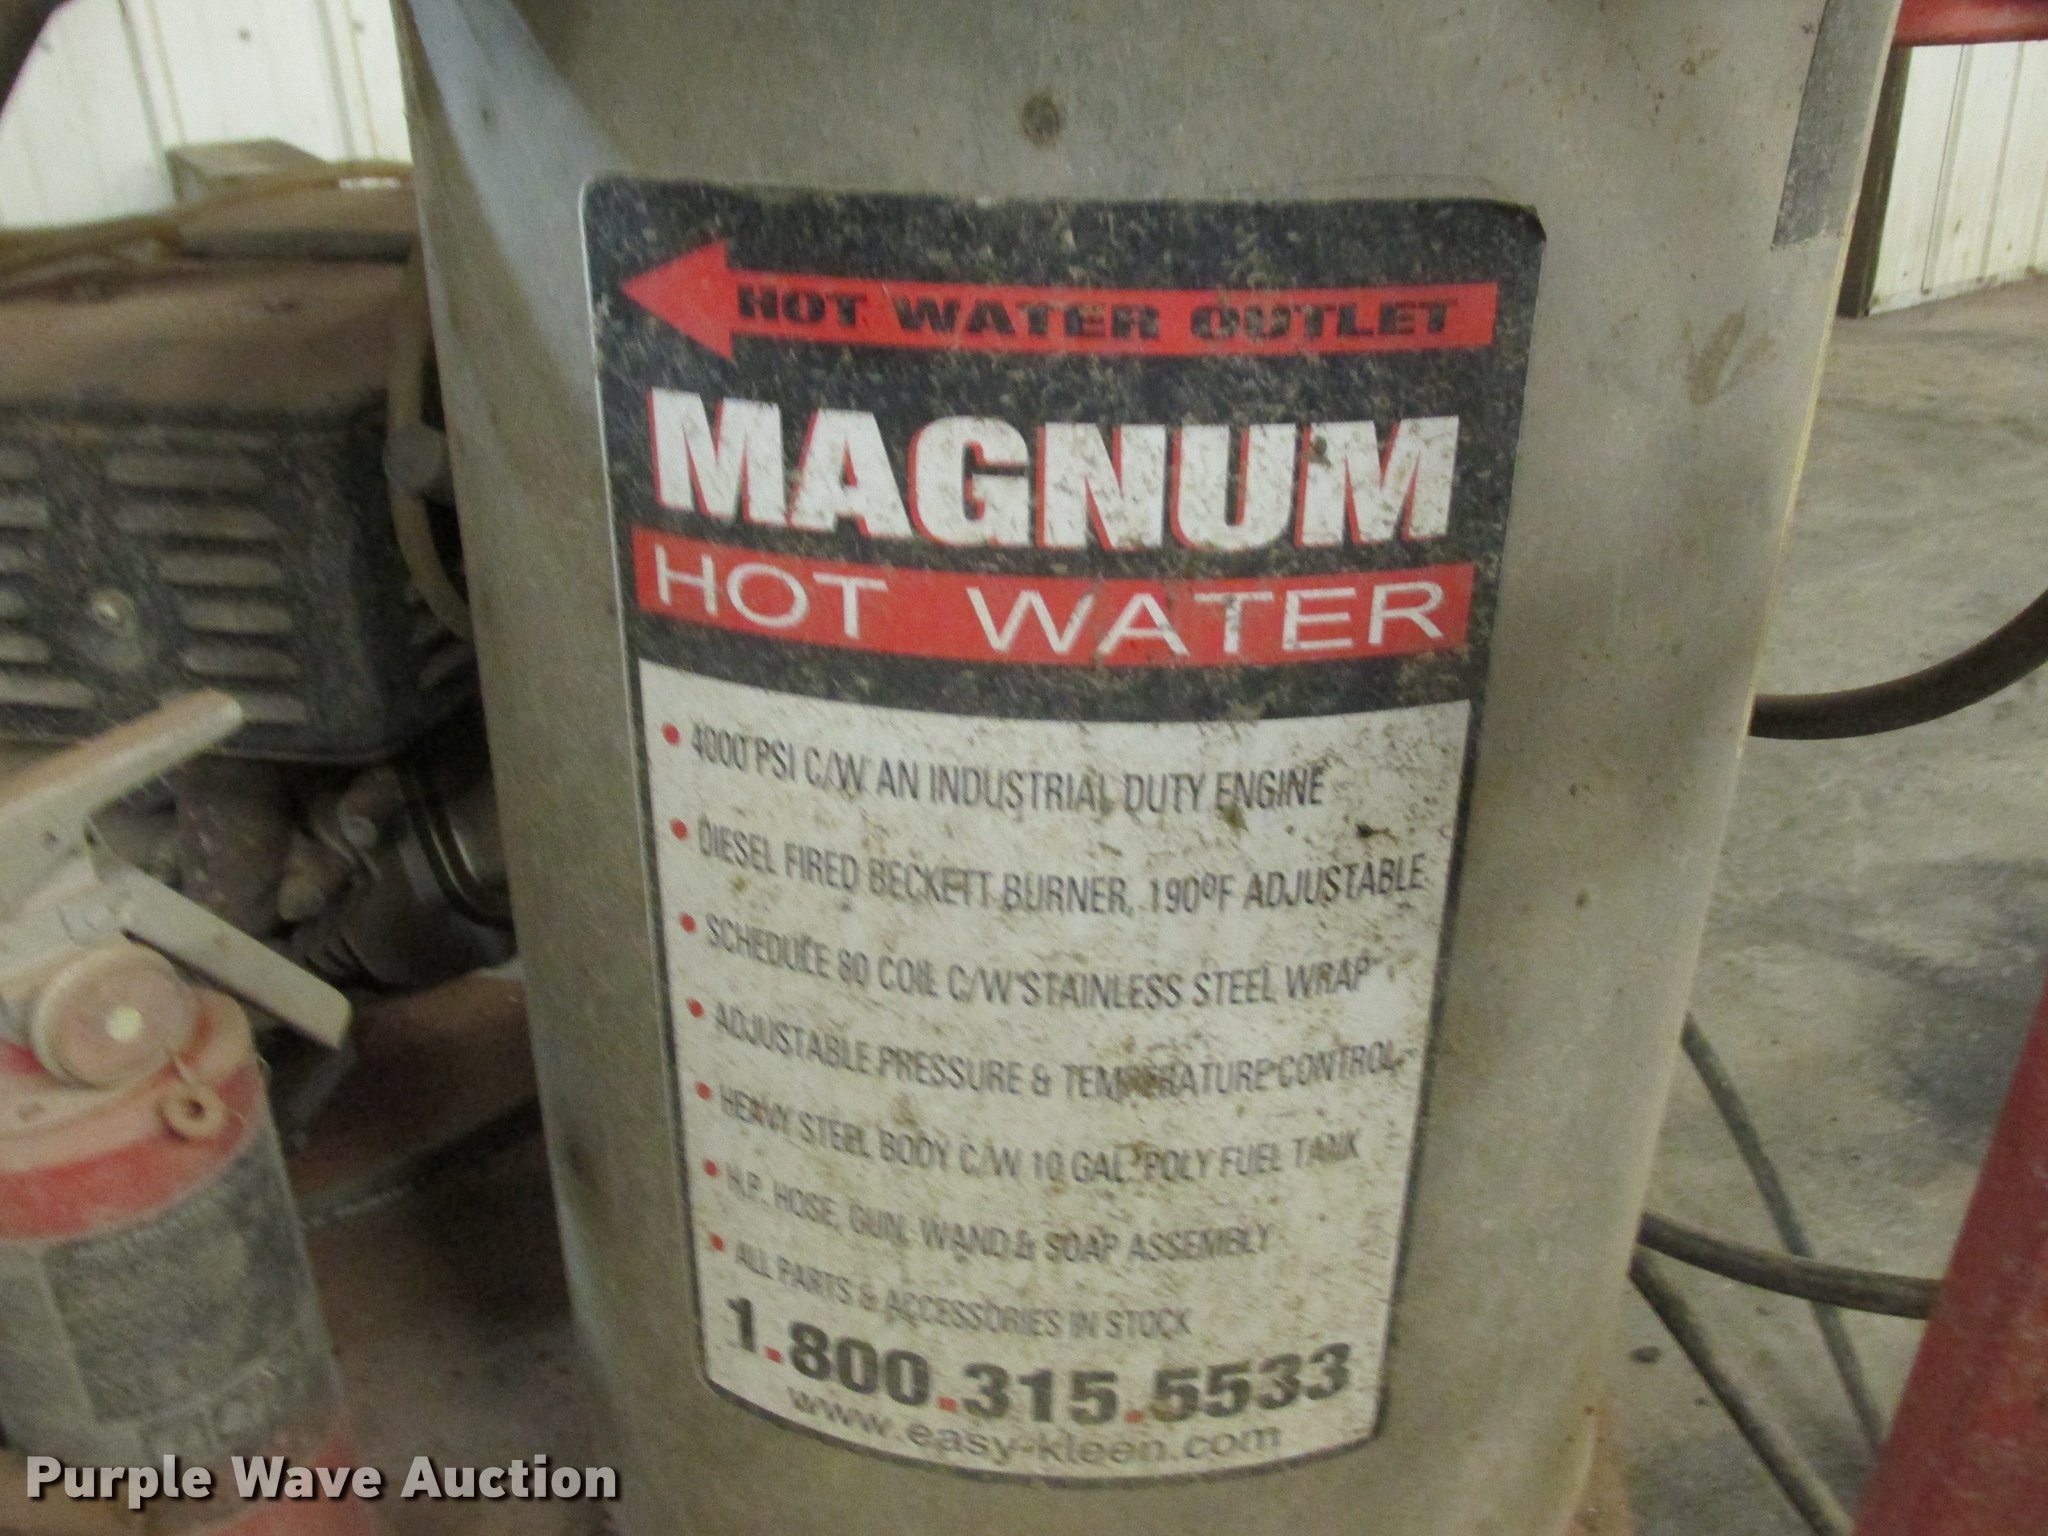 HOT WATER OUTLET
MAGNUM
HOT WATER
• 4000 PSI C/W AN INDUSTRIAL DUTY ENGINE
• DIESEL FIRED BECKETT BURNER, 190ºF ADJUSTABLE
• SCHEDULE 80 COIL C/W STAINLESS STEEL WRAP
• ADJUSTABLE PRESSURE & TEMPERATURE CONTROL
• HEAVY STEEL BODY C/W 10 GAL. POLY FUEL TANK
• H.P. HOSE, GUN, WAND & SOAP ASSEMBLY
• ALL PARTS & ACCESSORIES IN STOCK
1.800.315.5533
www.easy-kleen.com
Purple Wave Auction